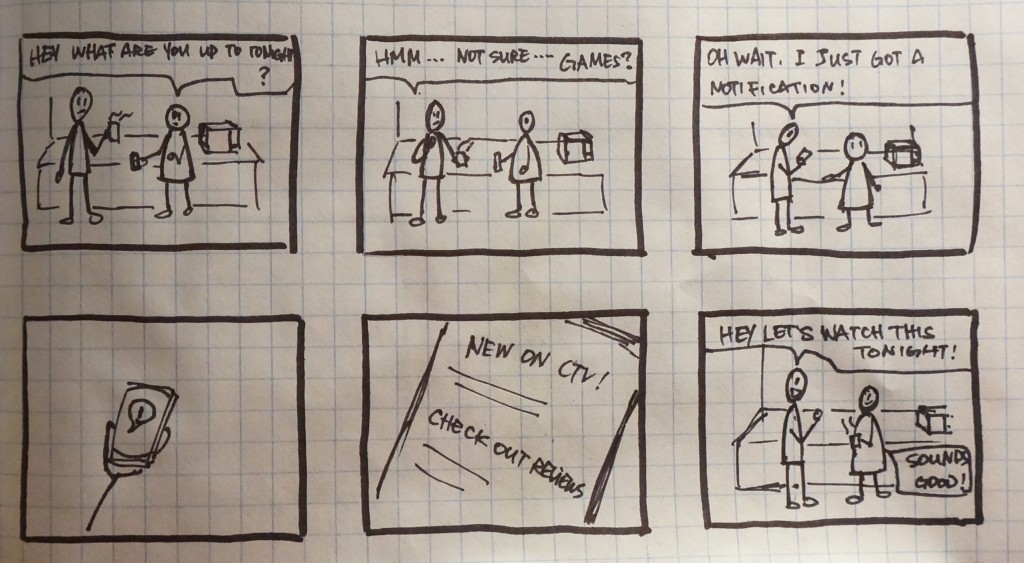 HEY WHAT ARE YOU UP TO TONIGHT
?
HMM... NOT SURE.... GAMES?
OH WAIT. I JUST GOT A
NOTIFICATION!
!
NEW ON CTV!
CHECK OUT REVIEWS
HEY LET'S WATCH THIS
TONIGHT!
SOUNDS
GOOD!